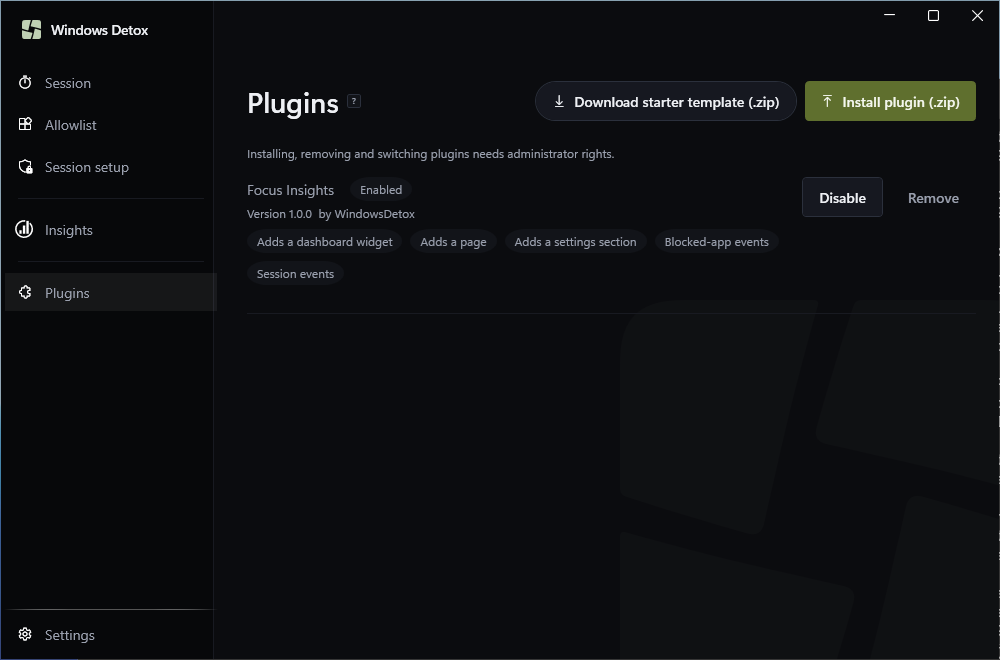 Windows Detox
Session
Allowlist
Session setup
Insights
Plugins
Settings
Plugins ?
Download starter template (.zip)
Install plugin (.zip)
Installing, removing and switching plugins needs administrator rights.
Focus Insights Enabled
Version 1.0.0 by WindowsDetox
Disable Remove
Adds a dashboard widget Adds a page Adds a settings section Blocked-app events
Session events